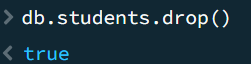 > db.students.drop()
< true